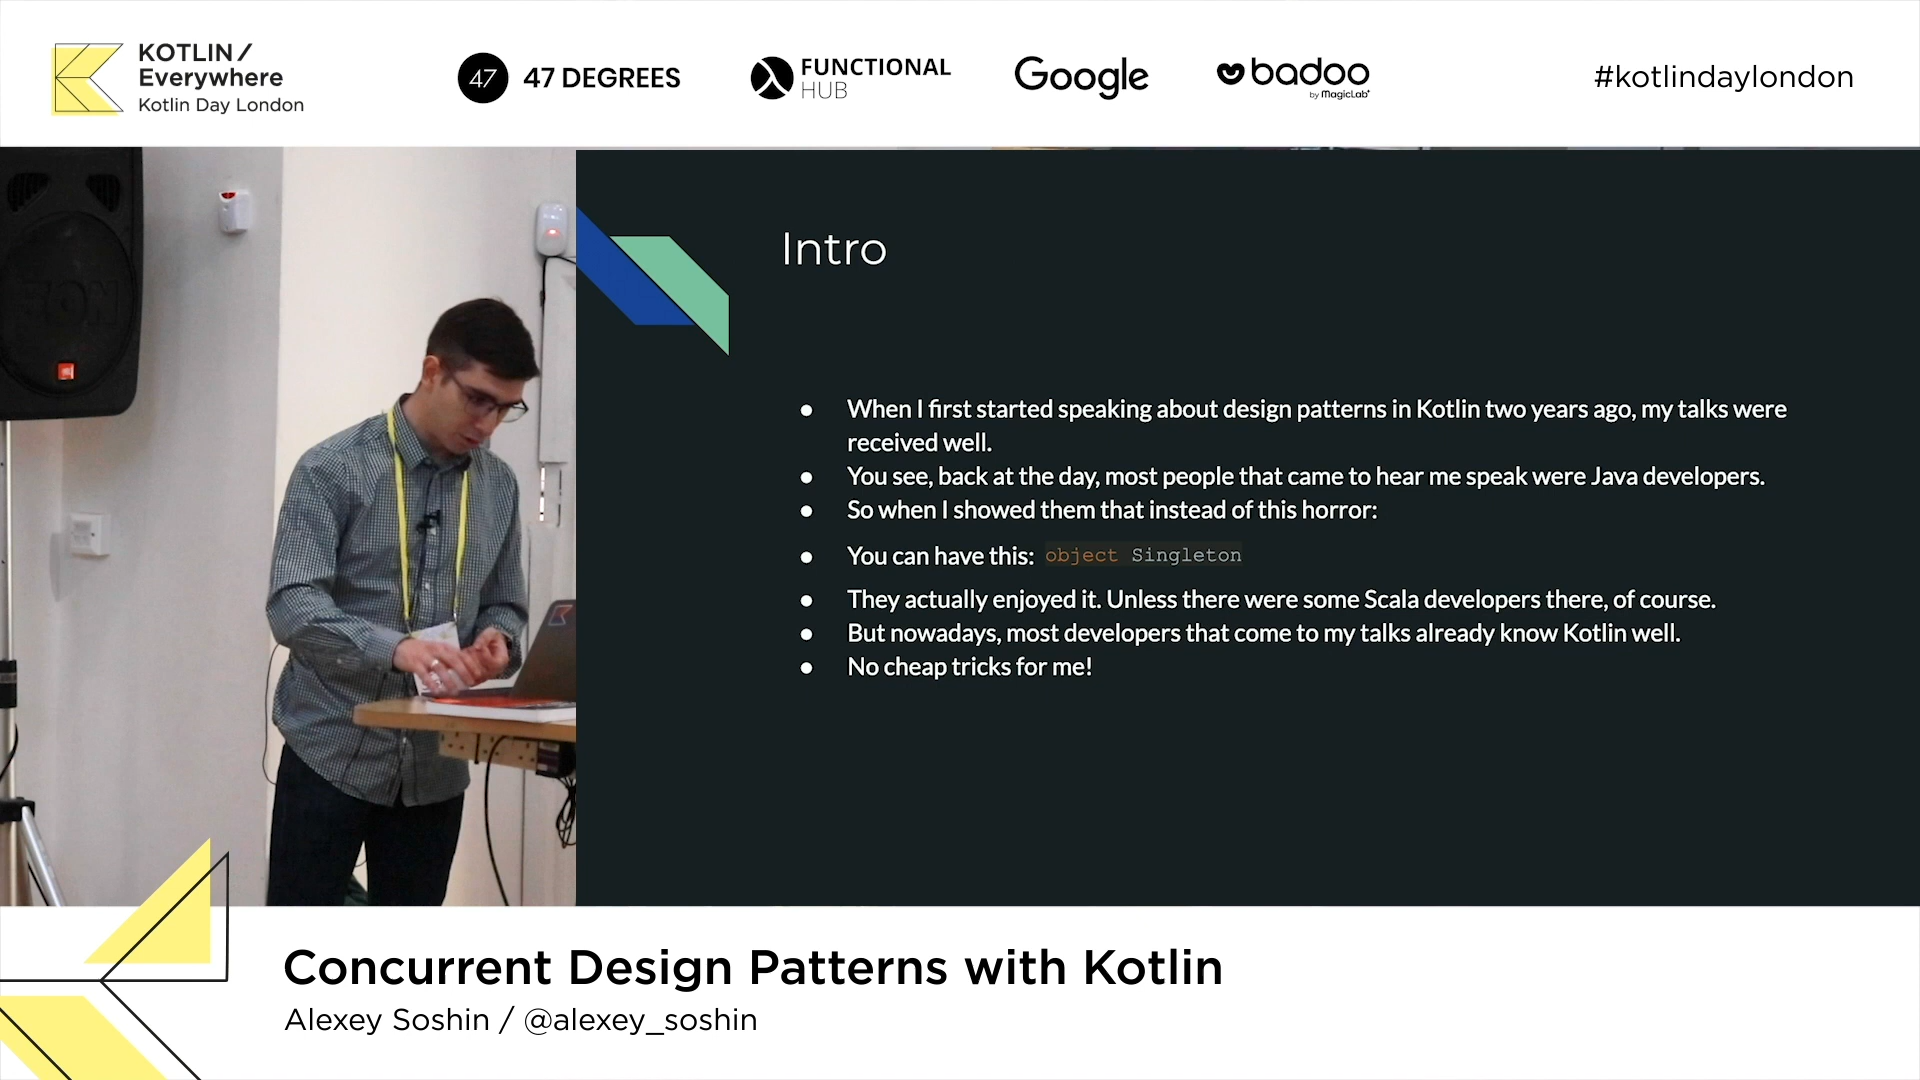 KOTLIN /
Everywhere
Kotlin Day London
47 47 DEGREES
FUNCTIONAL
HUB
Google
badoo
by MagicLab
#kotlindaylondon
Intro
● When I first started speaking about design patterns in Kotlin two years ago, my talks were
received well.
● You see, back at the day, most people that came to hear me speak were Java developers.
● So when I showed them that instead of this horror:
● You can have this: object Singleton
● They actually enjoyed it. Unless there were some Scala developers there, of course.
● But nowadays, most developers that come to my talks already know Kotlin well.
● No cheap tricks for me!
Concurrent Design Patterns with Kotlin
Alexey Soshin / @alexey_soshin